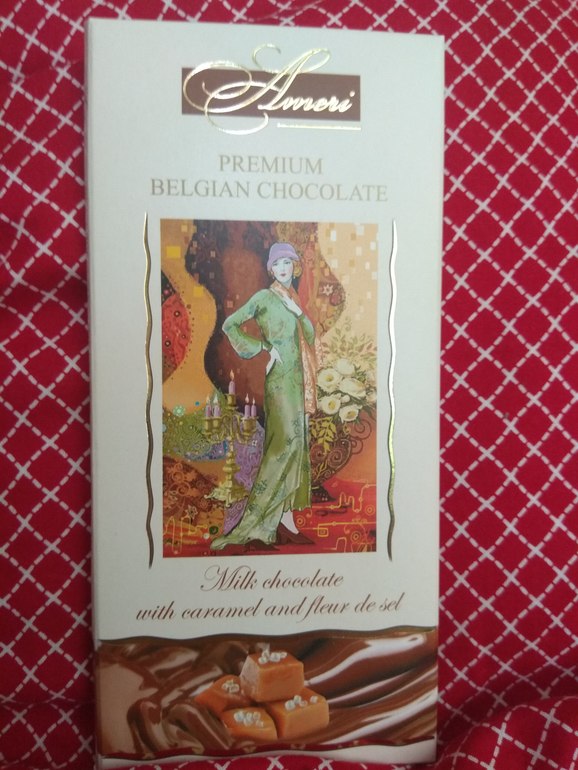 Ameri
PREMIUM
BELGIAN CHOCOLATE
Milk chocolate
with caramel and fleur de sel